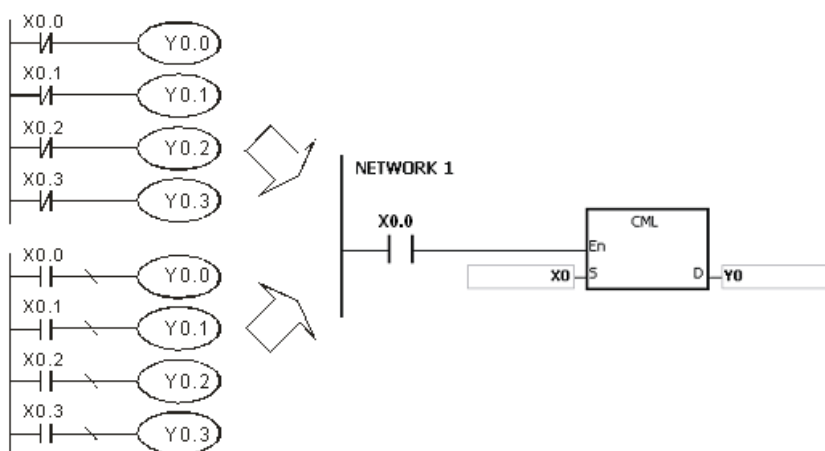 X0.0
Y0.0
X0.1
Y0.1
X0.2
Y0.2
X0.3
Y0.3
X0.0
Y0.0
X0.1
Y0.1
X0.2
Y0.2
X0.3
Y0.3
NETWORK 1
X0.0
CML
En
X0 S D Y0